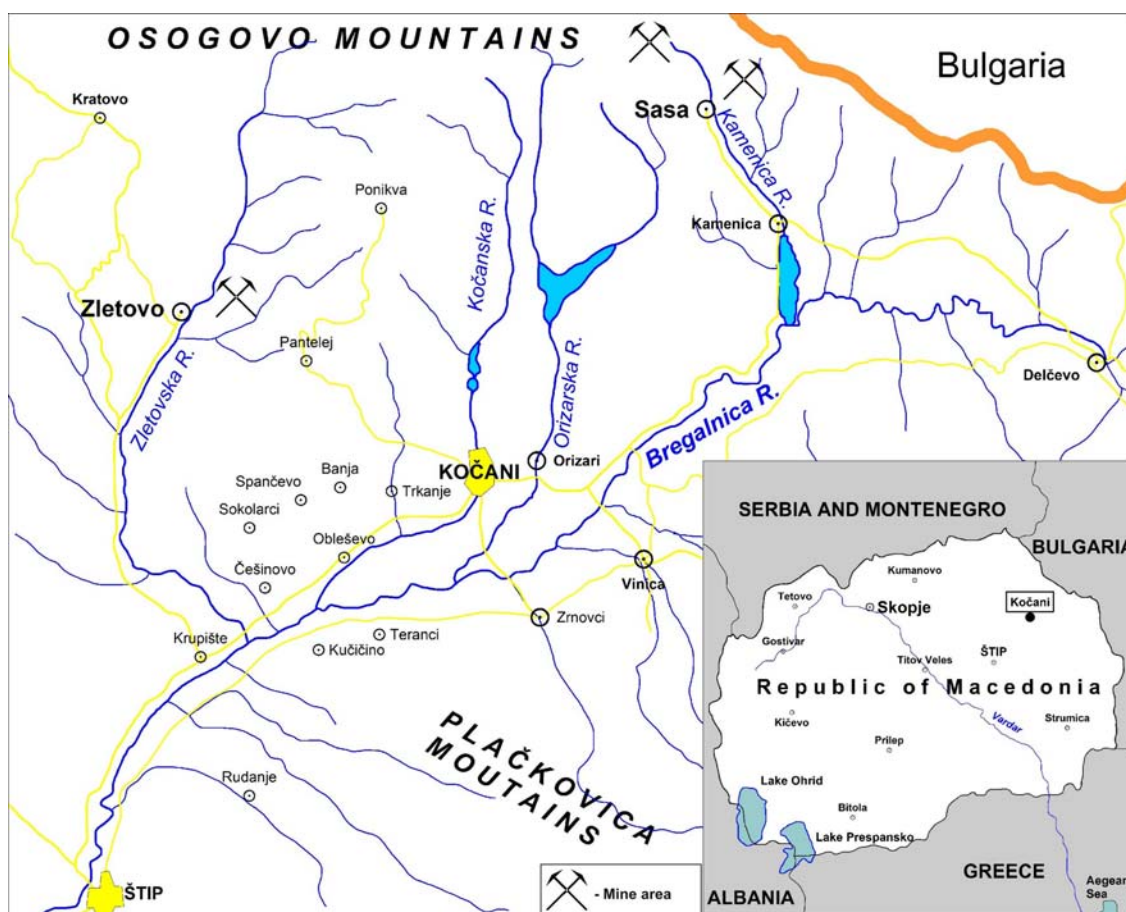 OSOGOVO MOUNTAINS
Bulgaria
Kratovo
Sasa
Kamenica R.
Ponikva
Kočanska R.
Kamenica
Zletovo
Pantelej
Zletovska R.
Orizarska R.
Delčevo
Bregalnica R.
KOČANI
Orizari
Banja
Spančevo
Trkanje
Sokolarci
Obleševo
Češinovo
Vinica
Zrnovci
Teranci
Krupište
Kučičino
PLAČKOVICA
MOUTAINS
Rudanje
ŠTIP
- Mine area
SERBIA AND MONTENEGRO
BULGARIA
Kumanovo
Tetovo
Skopje
Kočani
Gostivar
ŠTIP
Titov Veles
Republic of Macedonia
Kičevo
Vardar
Strumica
Prilep
Lake Ohrid
Bitola
Lake Prespansko
GREECE
ALBANIA
Aegean
Sea